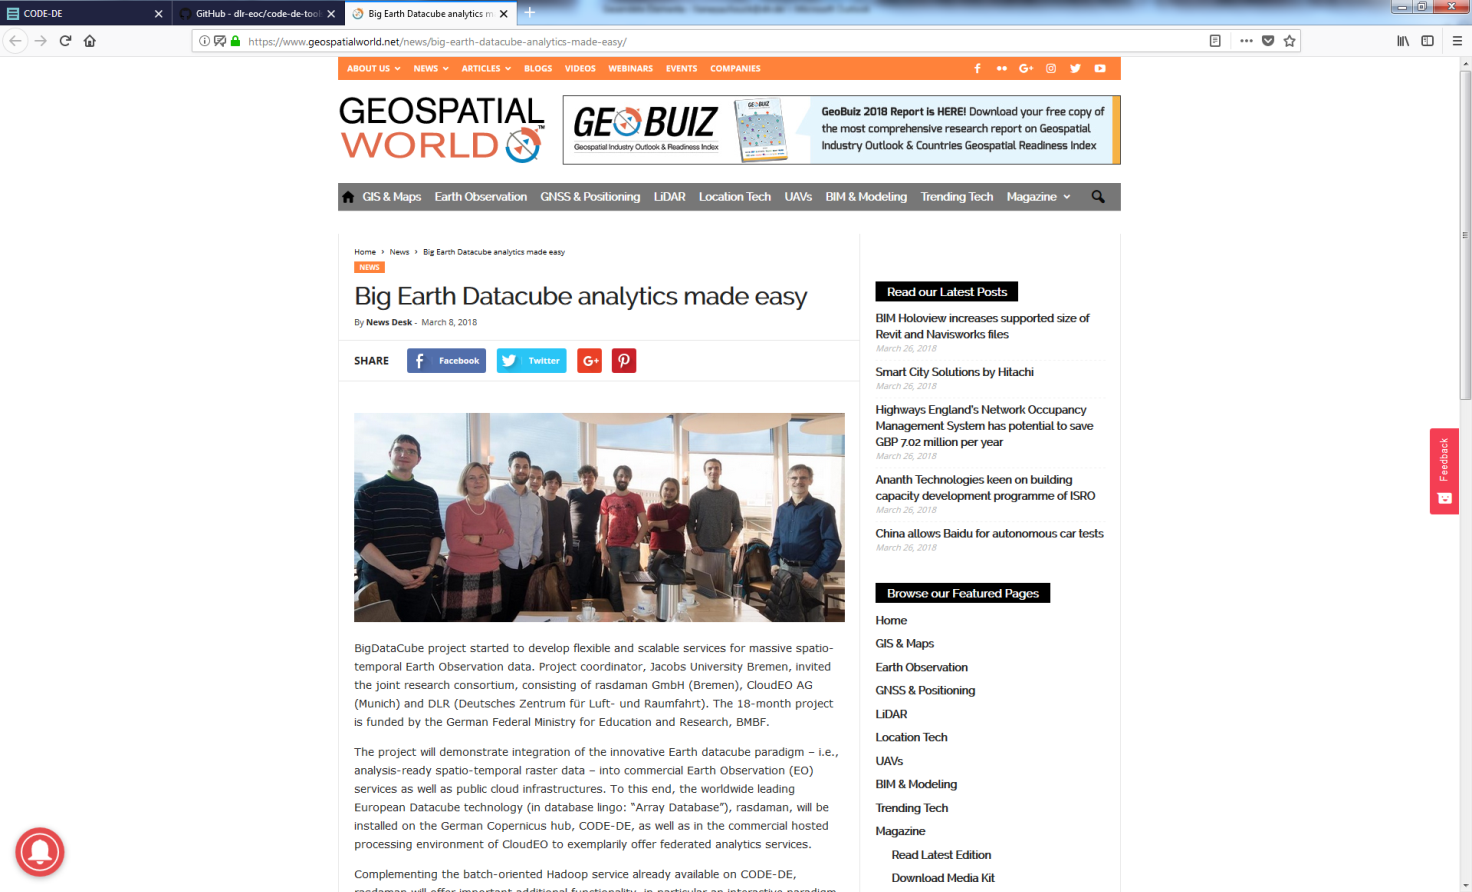 CODE-DE
GitHub - dlr-eoc/code-de-tool
Big Earth Datacube analytics m
https://www.geospatialworld.net/news/big-earth-datacube-analytics-made-easy/
ABOUT US NEWS ARTICLES BLOGS VIDEOS WEBINARS EVENTS COMPANIES
GEOSPATIAL
WORLD™
GEOBUIZ
Geospatial Industry Outlook & Readiness Index
GEOBUIZ
GeoBuiz 2018 Report is HERE! Download your free copy of
the most comprehensive research report on Geospatial
Industry Outlook & Countries Geospatial Readiness Index
GIS & Maps Earth Observation GNSS & Positioning LiDAR Location Tech UAVs BIM & Modeling Trending Tech Magazine
Home › News › Big Earth Datacube analytics made easy
NEWS
Big Earth Datacube analytics made easy
By News Desk - March 8, 2018
SHARE Facebook Twitter G+
BigDataCube project started to develop flexible and scalable services for massive spatio-
temporal Earth Observation data. Project coordinator, Jacobs University Bremen, invited
the joint research consortium, consisting of rasdaman GmbH (Bremen), CloudEO AG
(Munich) and DLR (Deutsches Zentrum für Luft- und Raumfahrt). The 18-month project
is funded by the German Federal Ministry for Education and Research, BMBF.
The project will demonstrate integration of the innovative Earth datacube paradigm – i.e.,
analysis-ready spatio-temporal raster data – into commercial Earth Observation (EO)
services as well as public cloud infrastructures. To this end, the worldwide leading
European Datacube technology (in database lingo: “Array Database”), rasdaman, will be
installed on the German Copernicus hub, CODE-DE, as well as in the commercial hosted
processing environment of CloudEO to exemplarily offer federated analytics services.
Complementing the batch-oriented Hadoop service already available on CODE-DE,
rasdaman will offer important additional functionality, in particular an interactive paradigm
Read our Latest Posts
BIM Holoview increases supported size of
Revit and Navisworks files
March 26, 2018
Smart City Solutions by Hitachi
March 26, 2018
Highways England's Network Occupancy
Management System has potential to save
GBP 7.02 million per year
March 26, 2018
Ananth Technologies keen on building
capacity development programme of ISRO
March 26, 2018
China allows Baidu for autonomous car tests
March 26, 2018
Browse our Featured Pages
Home
GIS & Maps
Earth Observation
GNSS & Positioning
LiDAR
Location Tech
UAVs
BIM & Modeling
Trending Tech
Magazine
Read Latest Edition
Download Media Kit
Feedback